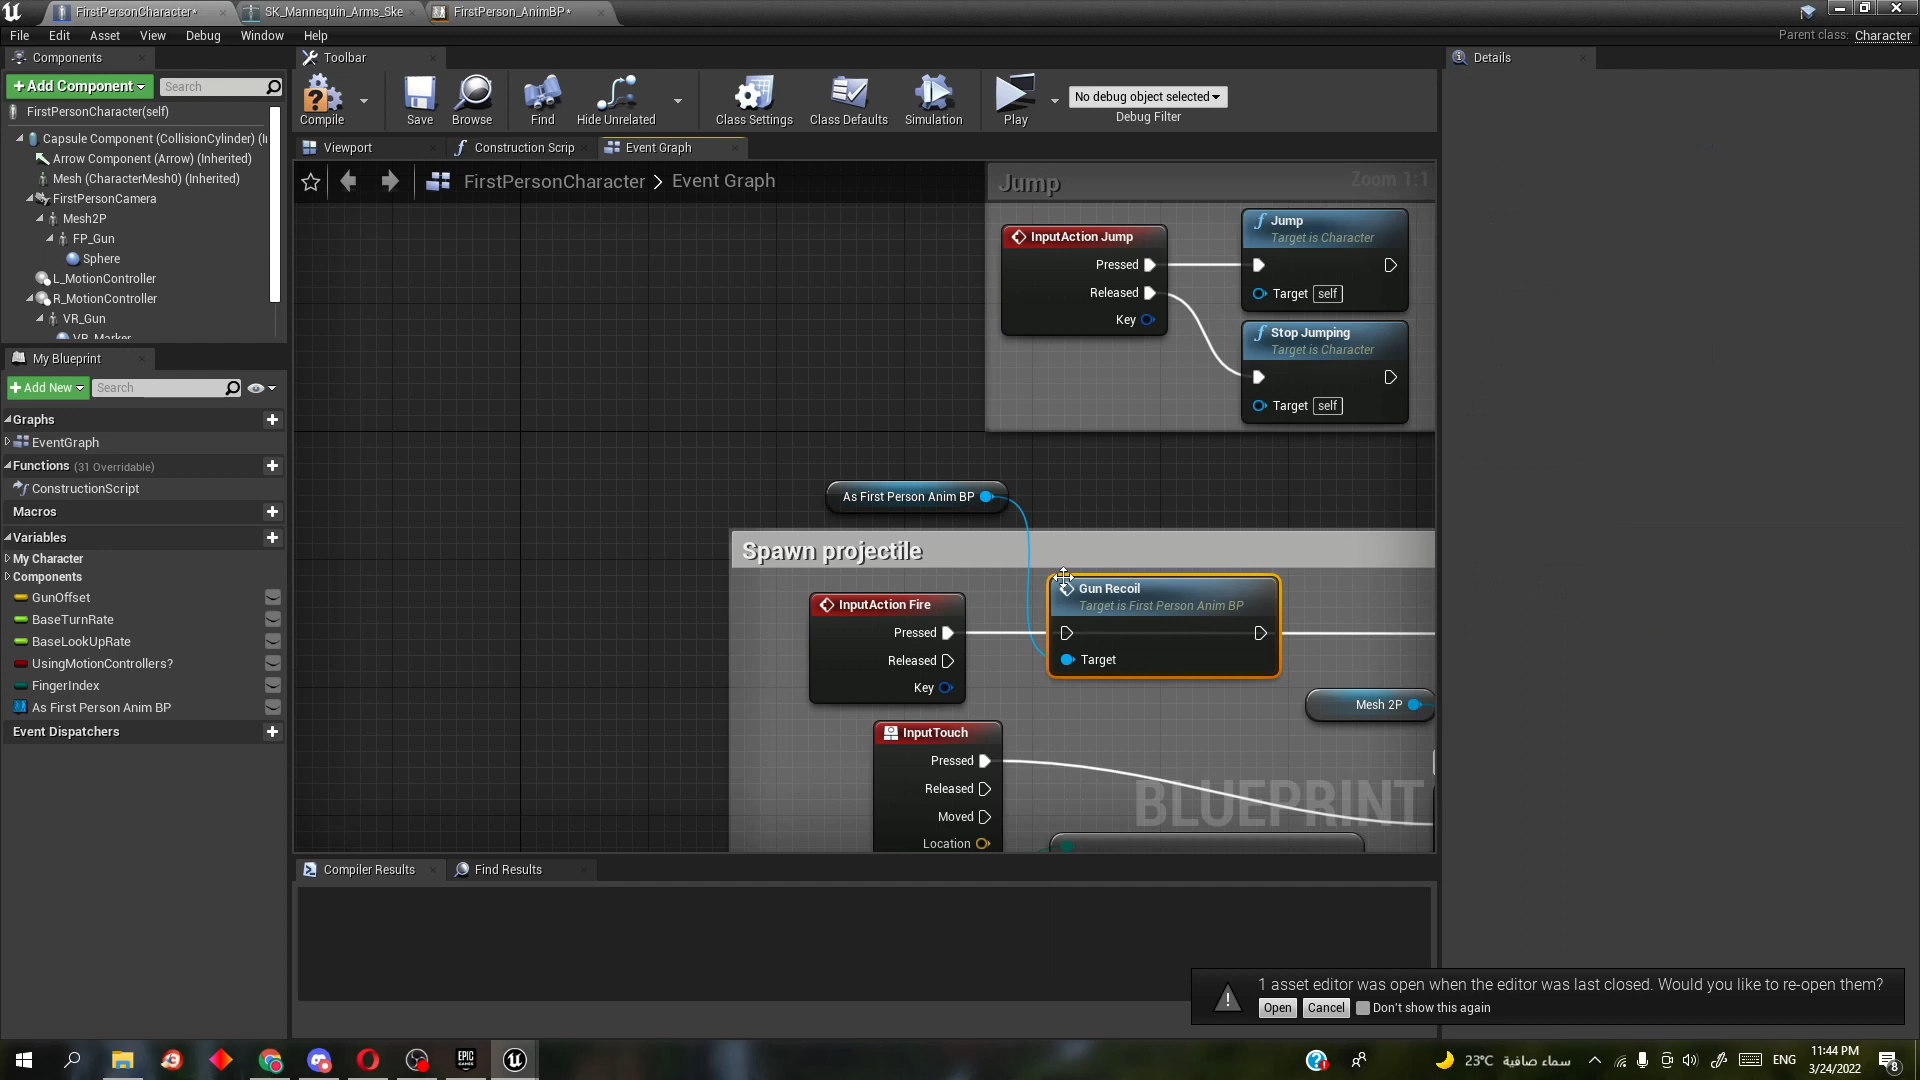 FirstPersonCharacter*
SK_Mannequin_Arms_Ske
FirstPerson_AnimBP*
File Edit Asset View Debug Window Help
Parent class: Character
Components
Toolbar
Details
+ Add Component
Search
Compile
Save
Browse
Find
Hide Unrelated
Class Settings
Class Defaults
Simulation
Play
No debug object selected
Debug Filter
FirstPersonCharacter(self)
Capsule Component (CollisionCylinder) (I
Arrow Component (Arrow) (Inherited)
Mesh (CharacterMesh0) (Inherited)
FirstPersonCamera
Mesh2P
FP_Gun
Sphere
L_MotionController
R_MotionController
VR_Gun
VR_Marker
Viewport
Construction Scrip
Event Graph
FirstPersonCharacter > Event Graph
Zoom 1:1
Jump
InputAction Jump
Pressed
Released
Key
Jump
Target is Character
Target self
Stop Jumping
Target is Character
Target self
My Blueprint
+ Add New
Search
Graphs
EventGraph
Functions (31 Overridable)
ConstructionScript
Macros
Variables
My Character
Components
GunOffset
BaseTurnRate
BaseLookUpRate
UsingMotionControllers?
FingerIndex
As First Person Anim BP
Event Dispatchers
As First Person Anim BP
Spawn projectile
InputAction Fire
Pressed
Released
Key
Gun Recoil
Target is First Person Anim BP
Target
Mesh 2P
InputTouch
Pressed
Released
Moved
Location
BLUEPRINT
Compiler Results
Find Results
1 asset editor was open when the editor was last closed. Would you like to re-open them?
Open Cancel Don't show this again
EPIC GAMES
23°C سماء صافية
ENG
11:44 PM
3/24/2022
8